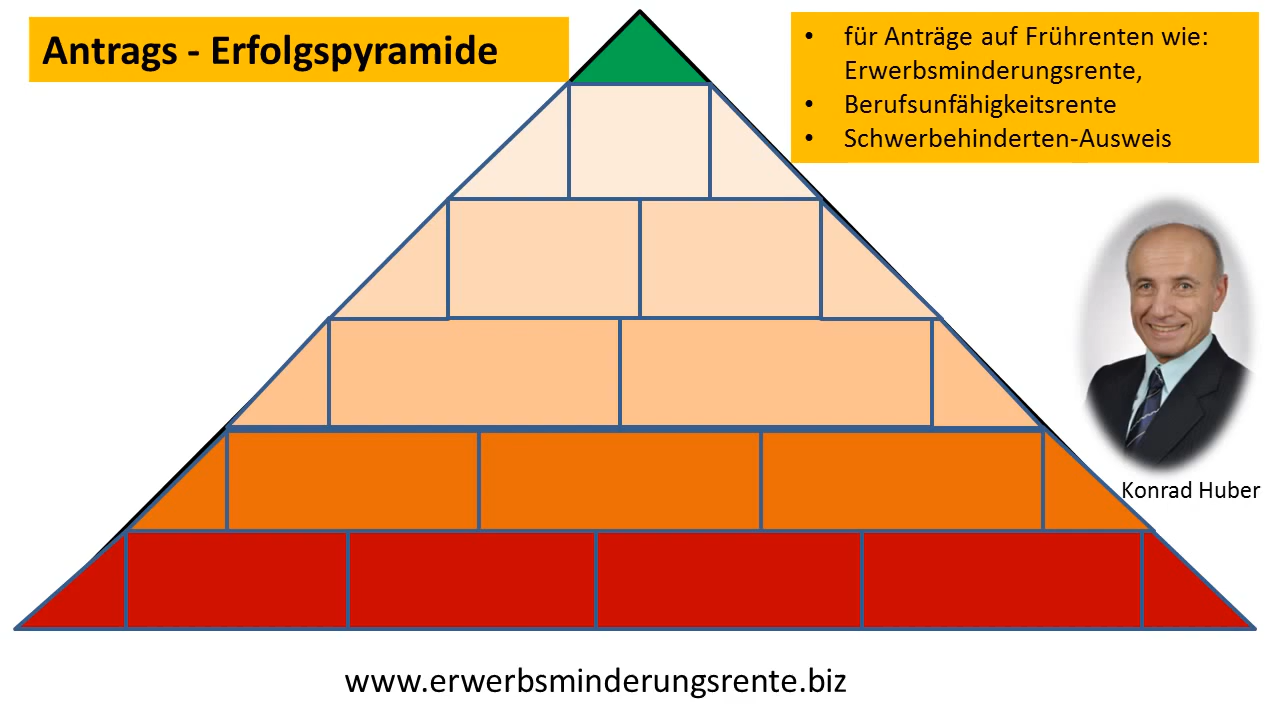 Antrags - Erfolgspyramide
• für Anträge auf Frührenten wie:
Erwerbsminderungsrente,
• Berufsunfähigkeitsrente
• Schwerbehinderten-Ausweis
Konrad Huber
www.erwerbsminderungsrente.biz